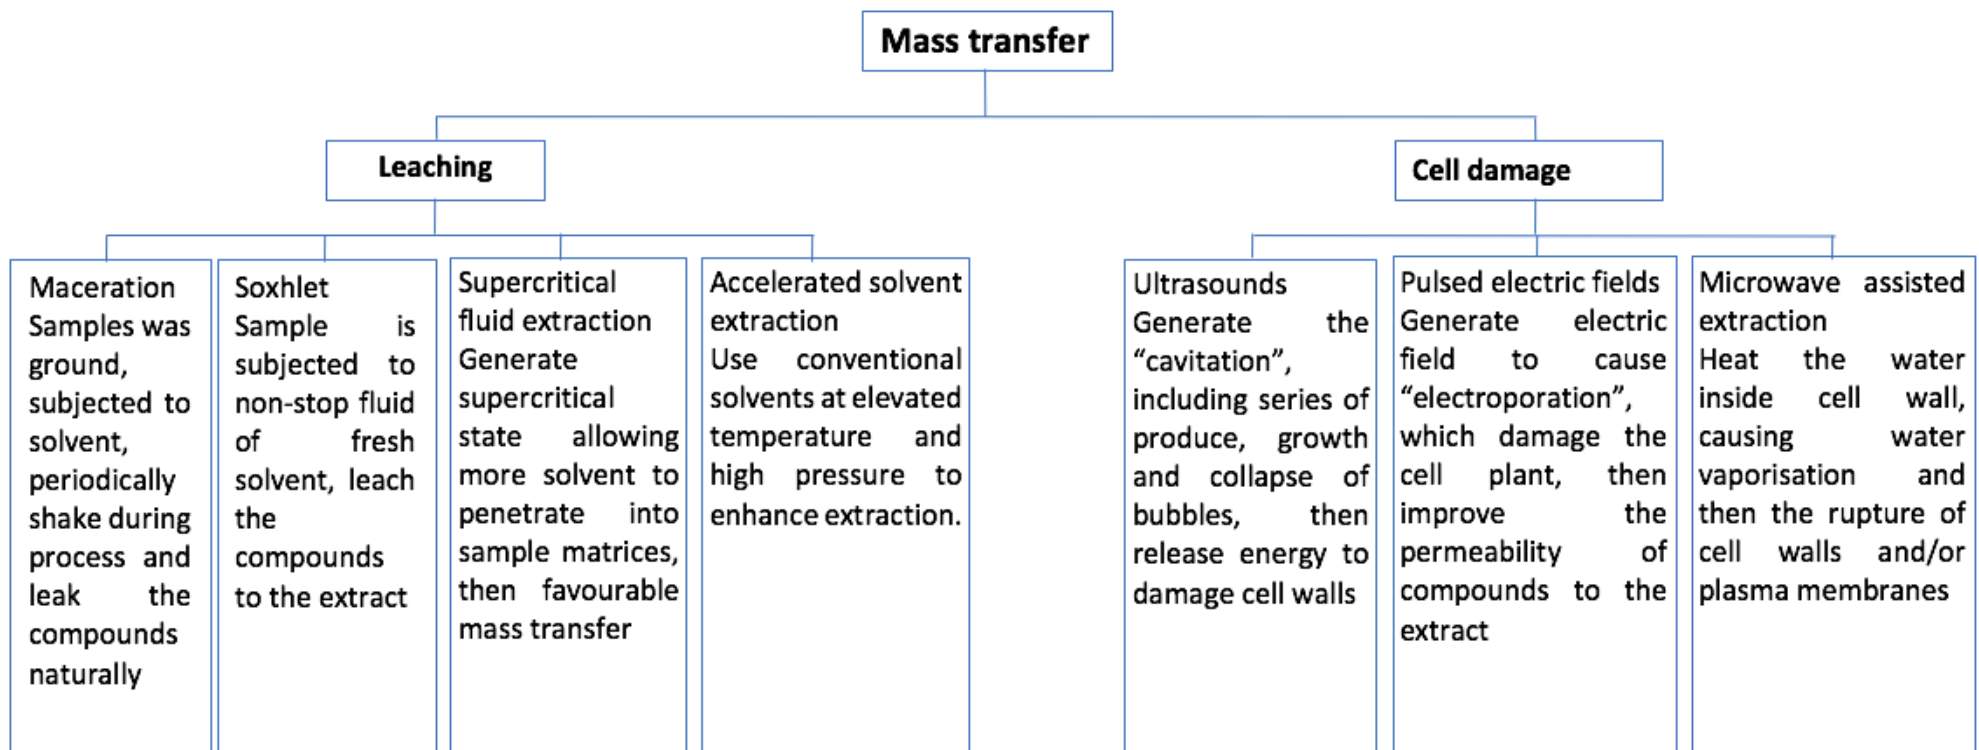 Mass transfer
Leaching
Cell damage
Maceration
Samples was
ground,
subjected to
solvent,
periodically
shake during
process and
leak the
compounds
naturally
Soxhlet
Sample is
subjected to
non-stop fluid
of fresh
solvent, leach
the
compounds
to the extract
Supercritical
fluid extraction
Generate
supercritical
state allowing
more solvent to
penetrate into
sample matrices,
then favourable
mass transfer
Accelerated solvent
extraction
Use conventional
solvents at elevated
temperature and
high pressure to
enhance extraction.
Ultrasounds
Generate the
“cavitation”,
including series of
produce, growth
and collapse of
bubbles, then
release energy to
damage cell walls
Pulsed electric fields
Generate electric
field to cause
“electroporation”,
which damage the
cell plant, then
improve the
permeability of
compounds to the
extract
Microwave assisted
extraction
Heat the water
inside cell wall,
causing water
vaporisation and
then the rupture of
cell walls and/or
plasma membranes